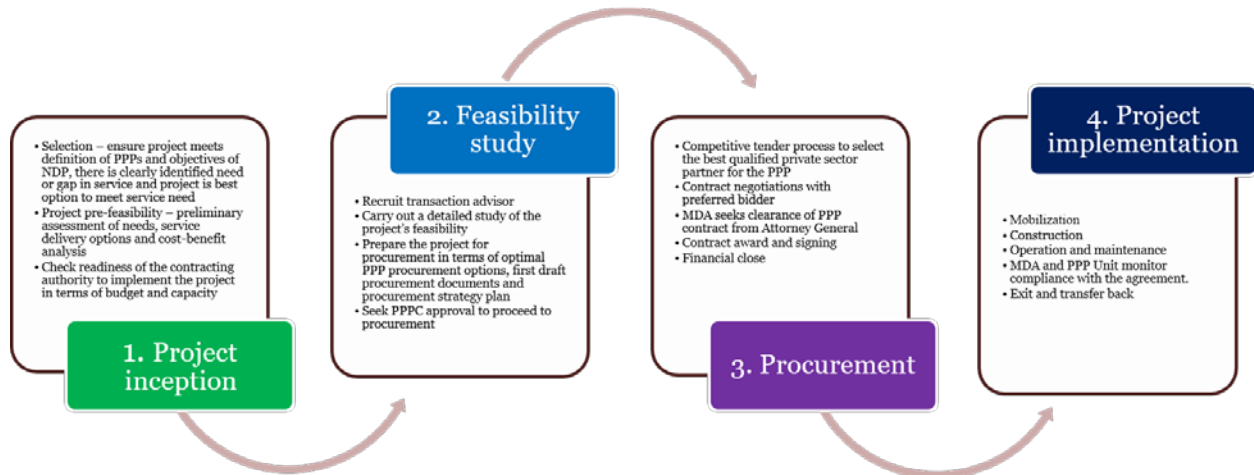 • Selection – ensure project meets
definition of PPPs and objectives of
NDP, there is clearly identified need
or gap in service and project is best
option to meet service need
• Project pre-feasibility – preliminary
assessment of needs, service
delivery options and cost-benefit
analysis
• Check readiness of the contracting
authority to implement the project
in terms of budget and capacity
1. Project
inception
2. Feasibility
study
• Recruit transaction advisor
• Carry out a detailed study of the
project's feasibility
• Prepare the project for
procurement in terms of optimal
PPP procurement options, first draft
procurement documents and
procurement strategy plan
• Seek PPPC approval to proceed to
procurement
• Competitive tender process to select
the best qualified private sector
partner for the PPP
• Contract negotiations with
preferred bidder
• MDA seeks clearance of PPP
contract from Attorney General
• Contract award and signing
• Financial close
3. Procurement
4. Project
implementation
• Mobilization
• Construction
• Operation and maintenance
• MDA and PPP Unit monitor
compliance with the agreement.
• Exit and transfer back